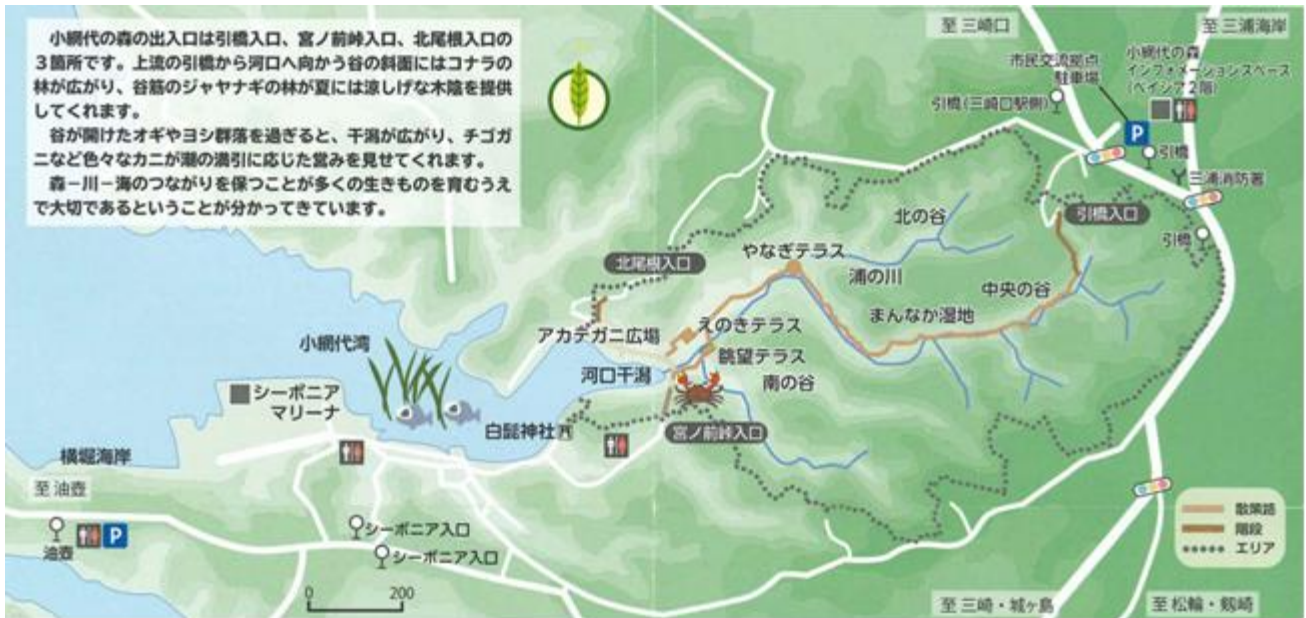 小網代の森の出入口は引橋入口、宮ノ前峠入口、北尾根入口の
3箇所です。上流の引橋から河口へ向かう谷の斜面にはコナラの
林が広がり、谷筋のジャヤナギの林が夏には涼しげな木陰を提供
してくれます。
谷が開けたオギやヨシ群落を過ぎると、干潟が広がり、チゴガ
ニなど色々なカニが潮の満引に応じた営みを見せてくれます。
森－川－海のつながりを保つことが多くの生きものを育むうえ
で大切であるということが分かってきています。
至 三崎口
至 三浦海岸
市民交流拠点
駐車場
小網代の森
インフォメーションスペース
(ベイシア2階)
引橋(三崎口駅側)
P
引橋
三浦消防署
引橋入口
引橋
北の谷
やなぎテラス
北尾根入口
浦の川
中央の谷
まんなか湿地
えのきテラス
アカテガニ広場
小網代湾
眺望テラス
河口干潟
南の谷
シーボニア
マリーナ
白髭神社
宮ノ前峠入口
横堀海岸
至 油壺
油壺
P
シーボニア入口
シーボニア入口
0 200
散策路
階段
エリア
至 三崎・城ヶ島
至 松輪・剱崎